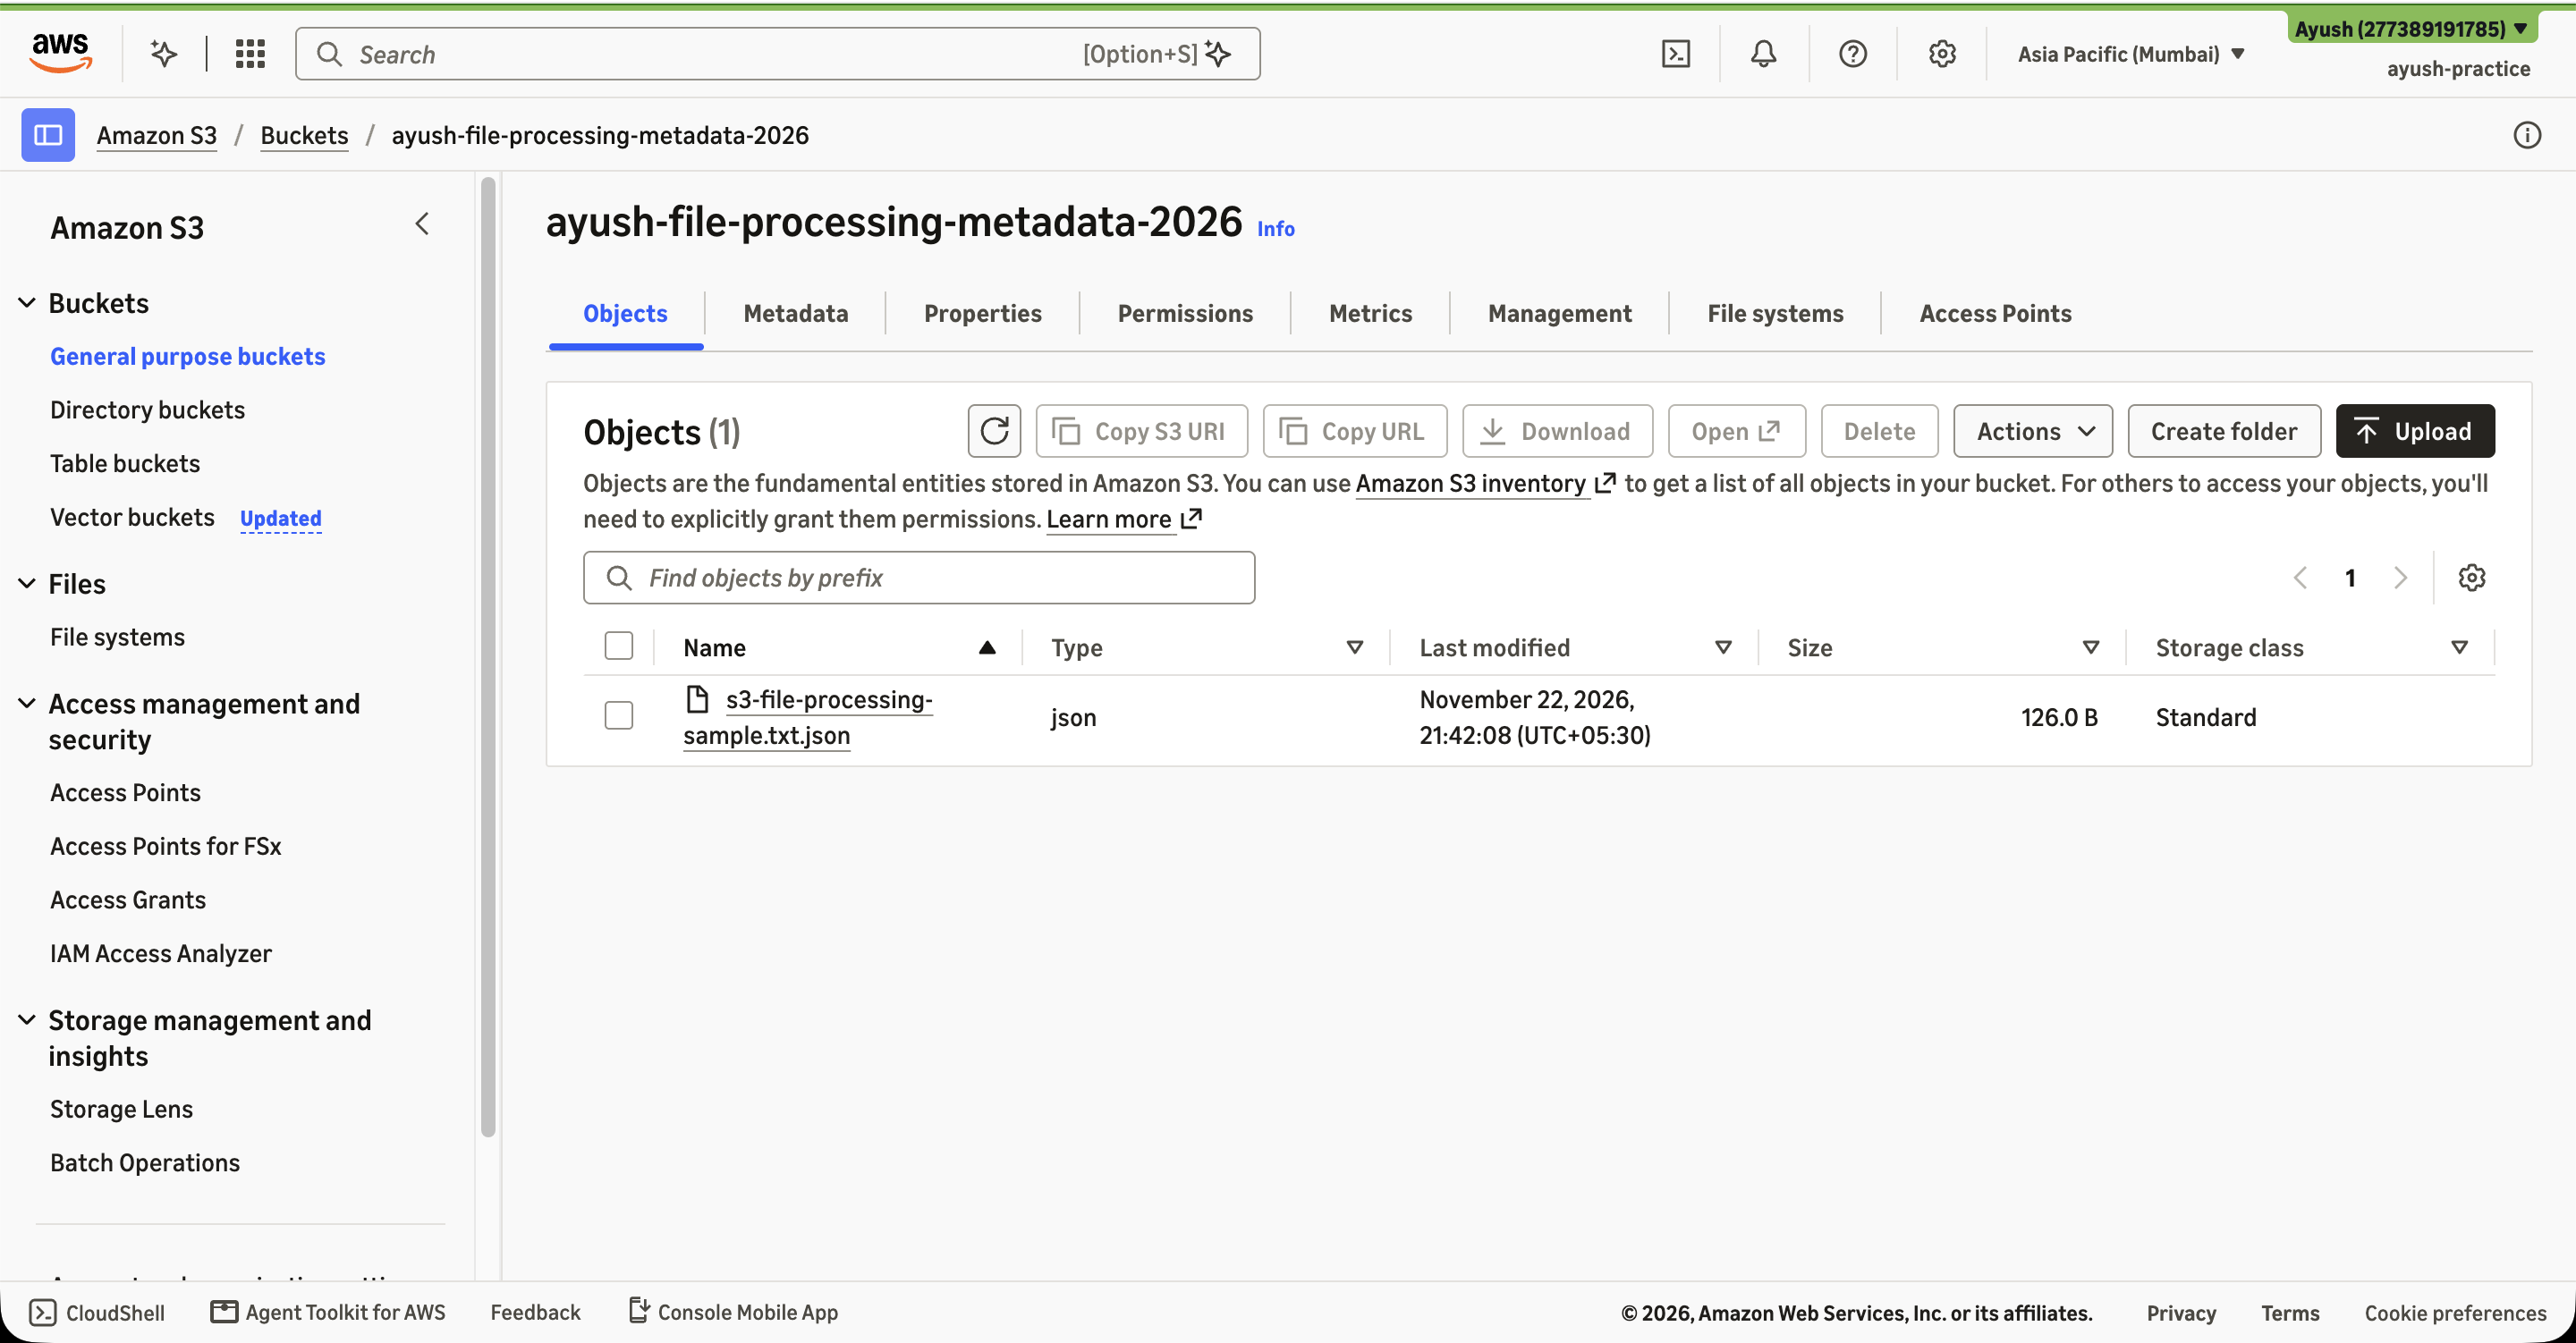 aws
Search [Option+S]
Asia Pacific (Mumbai)
Ayush (277389191785)
ayush-practice
Amazon S3 / Buckets / ayush-file-processing-metadata-2026
Amazon S3
Buckets
General purpose buckets
Directory buckets
Table buckets
Vector buckets Updated
Files
File systems
Access management and
security
Access Points
Access Points for FSx
Access Grants
IAM Access Analyzer
Storage management and
insights
Storage Lens
Batch Operations
ayush-file-processing-metadata-2026 Info
Objects Metadata Properties Permissions Metrics Management File systems Access Points
Objects (1) Copy S3 URI Copy URL Download Open Delete Actions Create folder Upload
Objects are the fundamental entities stored in Amazon S3. You can use Amazon S3 inventory to get a list of all objects in your bucket. For others to access your objects, you'll
need to explicitly grant them permissions. Learn more
Find objects by prefix
1
Name Type Last modified Size Storage class
s3-file-processing-
sample.txt.json
json
November 22, 2026,
21:42:08 (UTC+05:30)
126.0 B
Standard
CloudShell Agent Toolkit for AWS Feedback Console Mobile App © 2026, Amazon Web Services, Inc. or its affiliates. Privacy Terms Cookie preferences